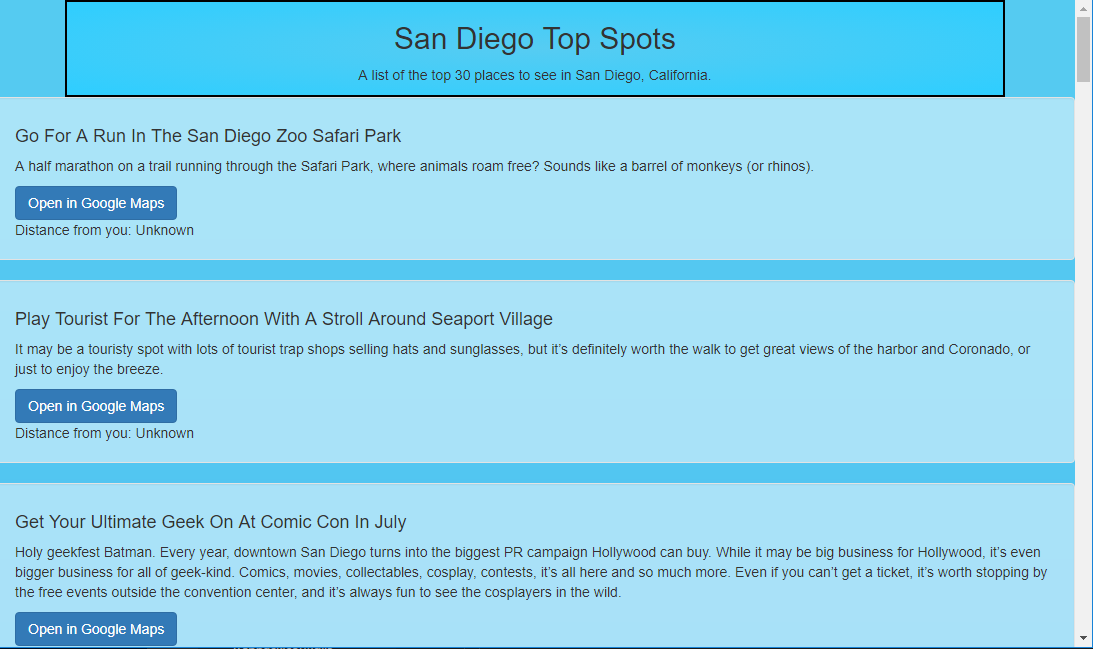 San Diego Top Spots
A list of the top 30 places to see in San Diego, California.
Go For A Run In The San Diego Zoo Safari Park
A half marathon on a trail running through the Safari Park, where animals roam free? Sounds like a barrel of monkeys (or rhinos).
Open in Google Maps
Distance from you: Unknown
Play Tourist For The Afternoon With A Stroll Around Seaport Village
It may be a touristy spot with lots of tourist trap shops selling hats and sunglasses, but it’s definitely worth the walk to get great views of the harbor and Coronado, or
just to enjoy the breeze.
Open in Google Maps
Distance from you: Unknown
Get Your Ultimate Geek On At Comic Con In July
Holy geekfest Batman. Every year, downtown San Diego turns into the biggest PR campaign Hollywood can buy. While it may be big business for Hollywood, it’s even
bigger business for all of geek-kind. Comics, movies, collectables, cosplay, contests, it’s all here and so much more. Even if you can’t get a ticket, it’s worth stopping by
the free events outside the convention center, and it’s always fun to see the cosplayers in the wild.
Open in Google Maps